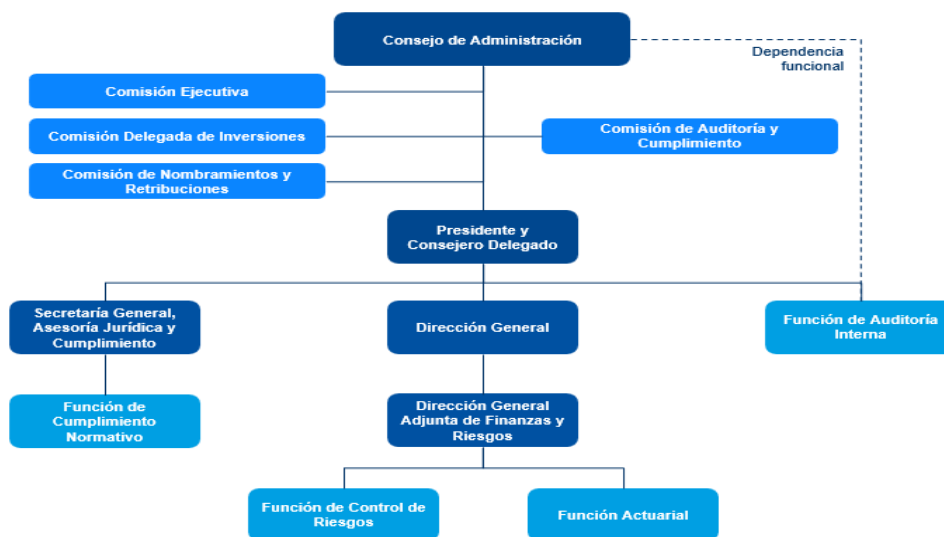 Consejo de Administración
Dependencia
funcional
Comisión Ejecutiva
Comisión Delegada de Inversiones
Comisión de Auditoría y
Cumplimiento
Comisión de Nombramientos y
Retribuciones
Presidente y
Consejero Delegado
Secretaría General,
Asesoría Jurídica y
Cumplimiento
Dirección General
Función de Auditoría
Interna
Función de
Cumplimiento
Normativo
Dirección General
Adjunta de Finanzas y
Riesgos
Función de Control de
Riesgos
Función Actuarial